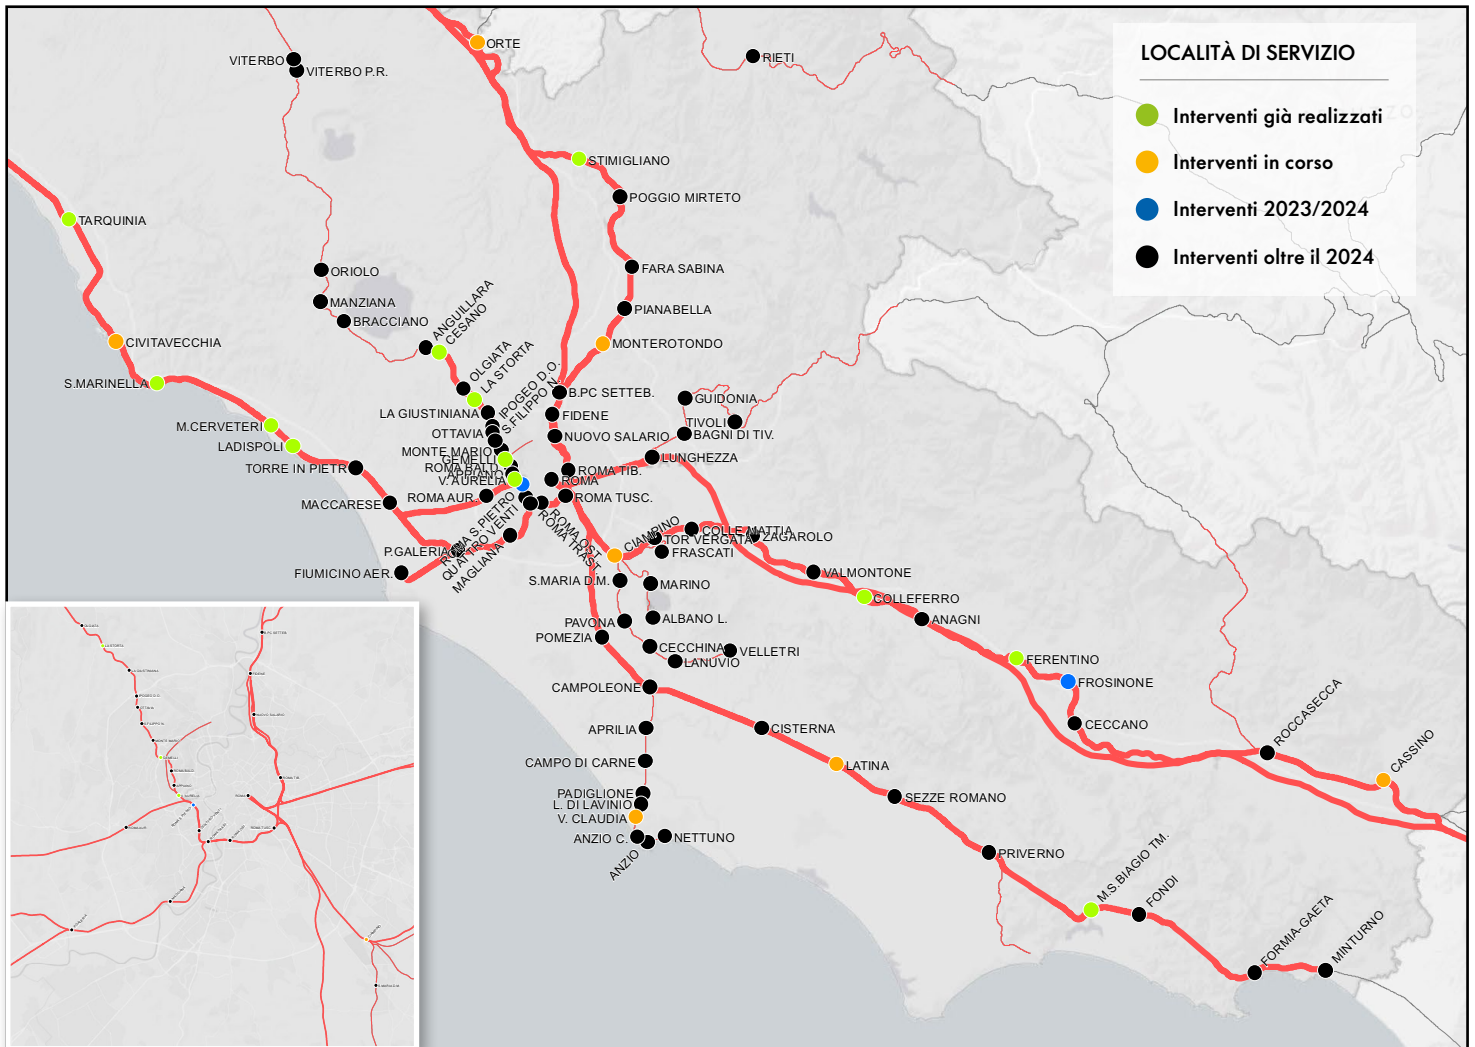 LOCALITÀ DI SERVIZIO
Interventi già realizzati
Interventi in corso
Interventi 2023/2024
Interventi oltre il 2024
ORTE
VITERBO
VITERBO P.R.
RIETI
STIMIGLIANO
POGGIO MIRTETO
TARQUINIA
ORIOLO
FARA SABINA
MANZIANA
PIANABELLA
BRACCIANO
ANGUILLARA
CESANO
CIVITAVECCHIA
MONTEROTONDO
S.MARINELLA
OLGIATA
LA STORTA
B.PC SETTEB.
GUIDONIA
LA GIUSTINIANA
IPOGEO D.O.
S.FILIPPO N.
FIDENE
TIVOLI
M.CERVETERI
OTTAVIA
NUOVO SALARIO
BAGNI DI TIV.
LADISPOLI
MONTE MARIO
GEMELLI
LUNGHEZZA
TORRE IN PIETR
ROMA BALD.
APPIANO
V. AURELIA
ROMA TIB.
ROMA
MACCARESE
ROMA AUR.
ROMA TUSC.
ROMA S.PIETRO
QUATTRO VENTI
ROMA OST.
ROMA TRAST.
P.GALERIA
MAGLIANA
CIAMPINO
COLLE MATTIA
TOR VERGATA
ZAGAROLO
FRASCATI
FIUMICINO AER.
S.MARIA D.M.
MARINO
VALMONTONE
COLLEFERRO
PAVONA
ALBANO L.
ANAGNI
POMEZIA
CECCHINA
VELLETRI
LANUVIO
FERENTINO
FROSINONE
CAMPOLEONE
CECCANO
APRILIA
CISTERNA
ROCCASECCA
CAMPO DI CARNE
LATINA
CASSINO
PADIGLIONE
L. DI LAVINIO
V. CLAUDIA
SEZZE ROMANO
ANZIO C.
NETTUNO
ANZIO
PRIVERNO
M.S.BIAGIO TM.
FONDI
FORMIA-GAETA
MINTURNO